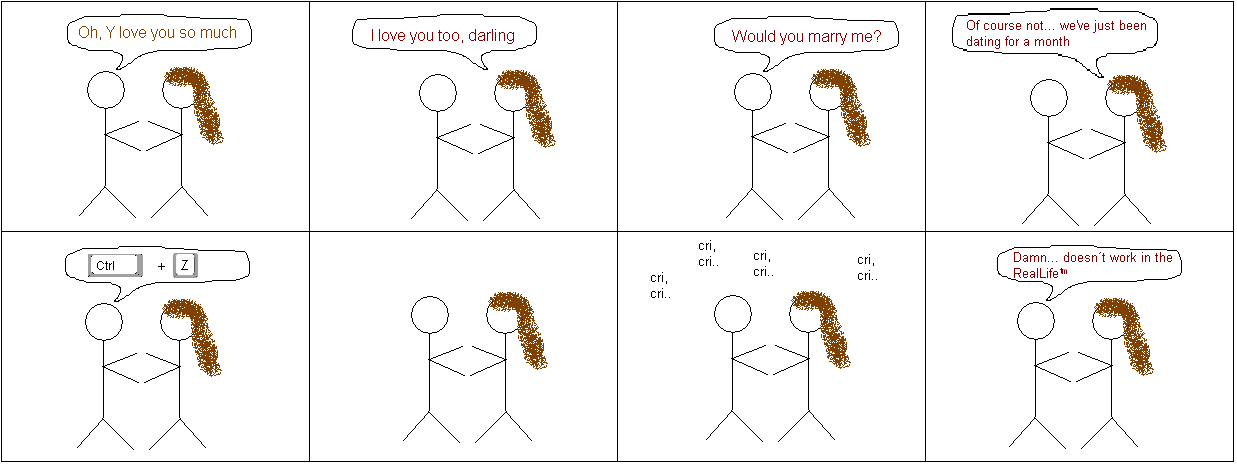 Oh, Y love you so much
I love you too, darling
Would you marry me?
Of course not... we've just been
dating for a month
Ctrl + Z
cri,
cri..
cri,
cri..
cri,
cri..
cri,
cri..
Damn... doesn´t work in the
RealLife™